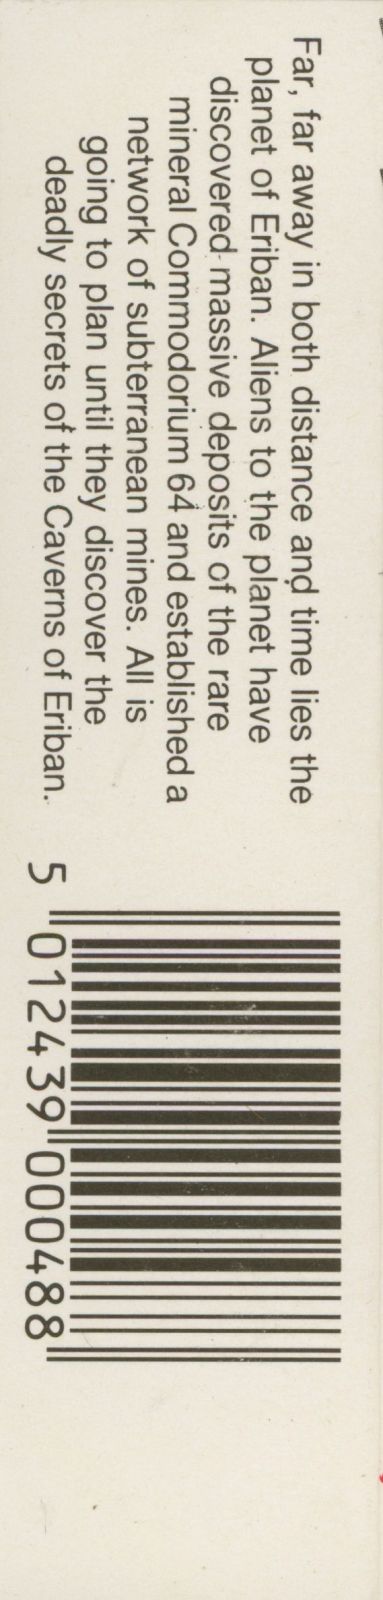 Far, far away in both distance and time lies the
planet of Eriban. Aliens to the planet have
discovered massive deposits of the rare
mineral Commodorium 64 and established a
network of subterranean mines. All is
going to plan until they discover the
deadly secrets of the Caverns of Eriban.
5 012439 000488